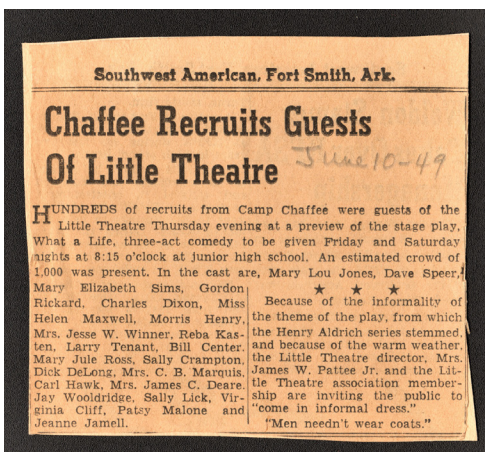 Southwest American, Fort Smith, Ark.
Chaffee Recruits Guests
Of Little Theatre
June 10-49
HUNDREDS of recruits from Camp Chaffee were guests of the
Little Theatre Thursday evening at a preview of the stage play,
What a Life, three-act comedy to be given Friday and Saturday
nights at 8:15 o'clock at junior high school. An estimated crowd of
1,000 was present. In the cast are, Mary Lou Jones, Dave Speer,
Mary Elizabeth Sims, Gordon
Rickard, Charles Dixon, Miss
Helen Maxwell, Morris Henry,
Mrs. Jesse W. Winner, Reba Kas-
ten, Larry Tenant, Bill Center.
Mary Jule Ross, Sally Crampton,
Dick DeLong, Mrs. C. B. Marquis,
Carl Hawk, Mrs. James C. Deare.
Jay Wooldridge, Sally Lick, Vir-
ginia Cliff, Patsy Malone and
Jeanne Jamell.
★ ★ ★
Because of the informality of
the theme of the play, from which
the Henry Aldrich series stemmed,
and because of the warm weather,
the Little Theatre director, Mrs.
James W. Pattee Jr. and the Lit-
tle Theatre association member-
ship are inviting the public to
"come in informal dress."
"Men needn't wear coats."